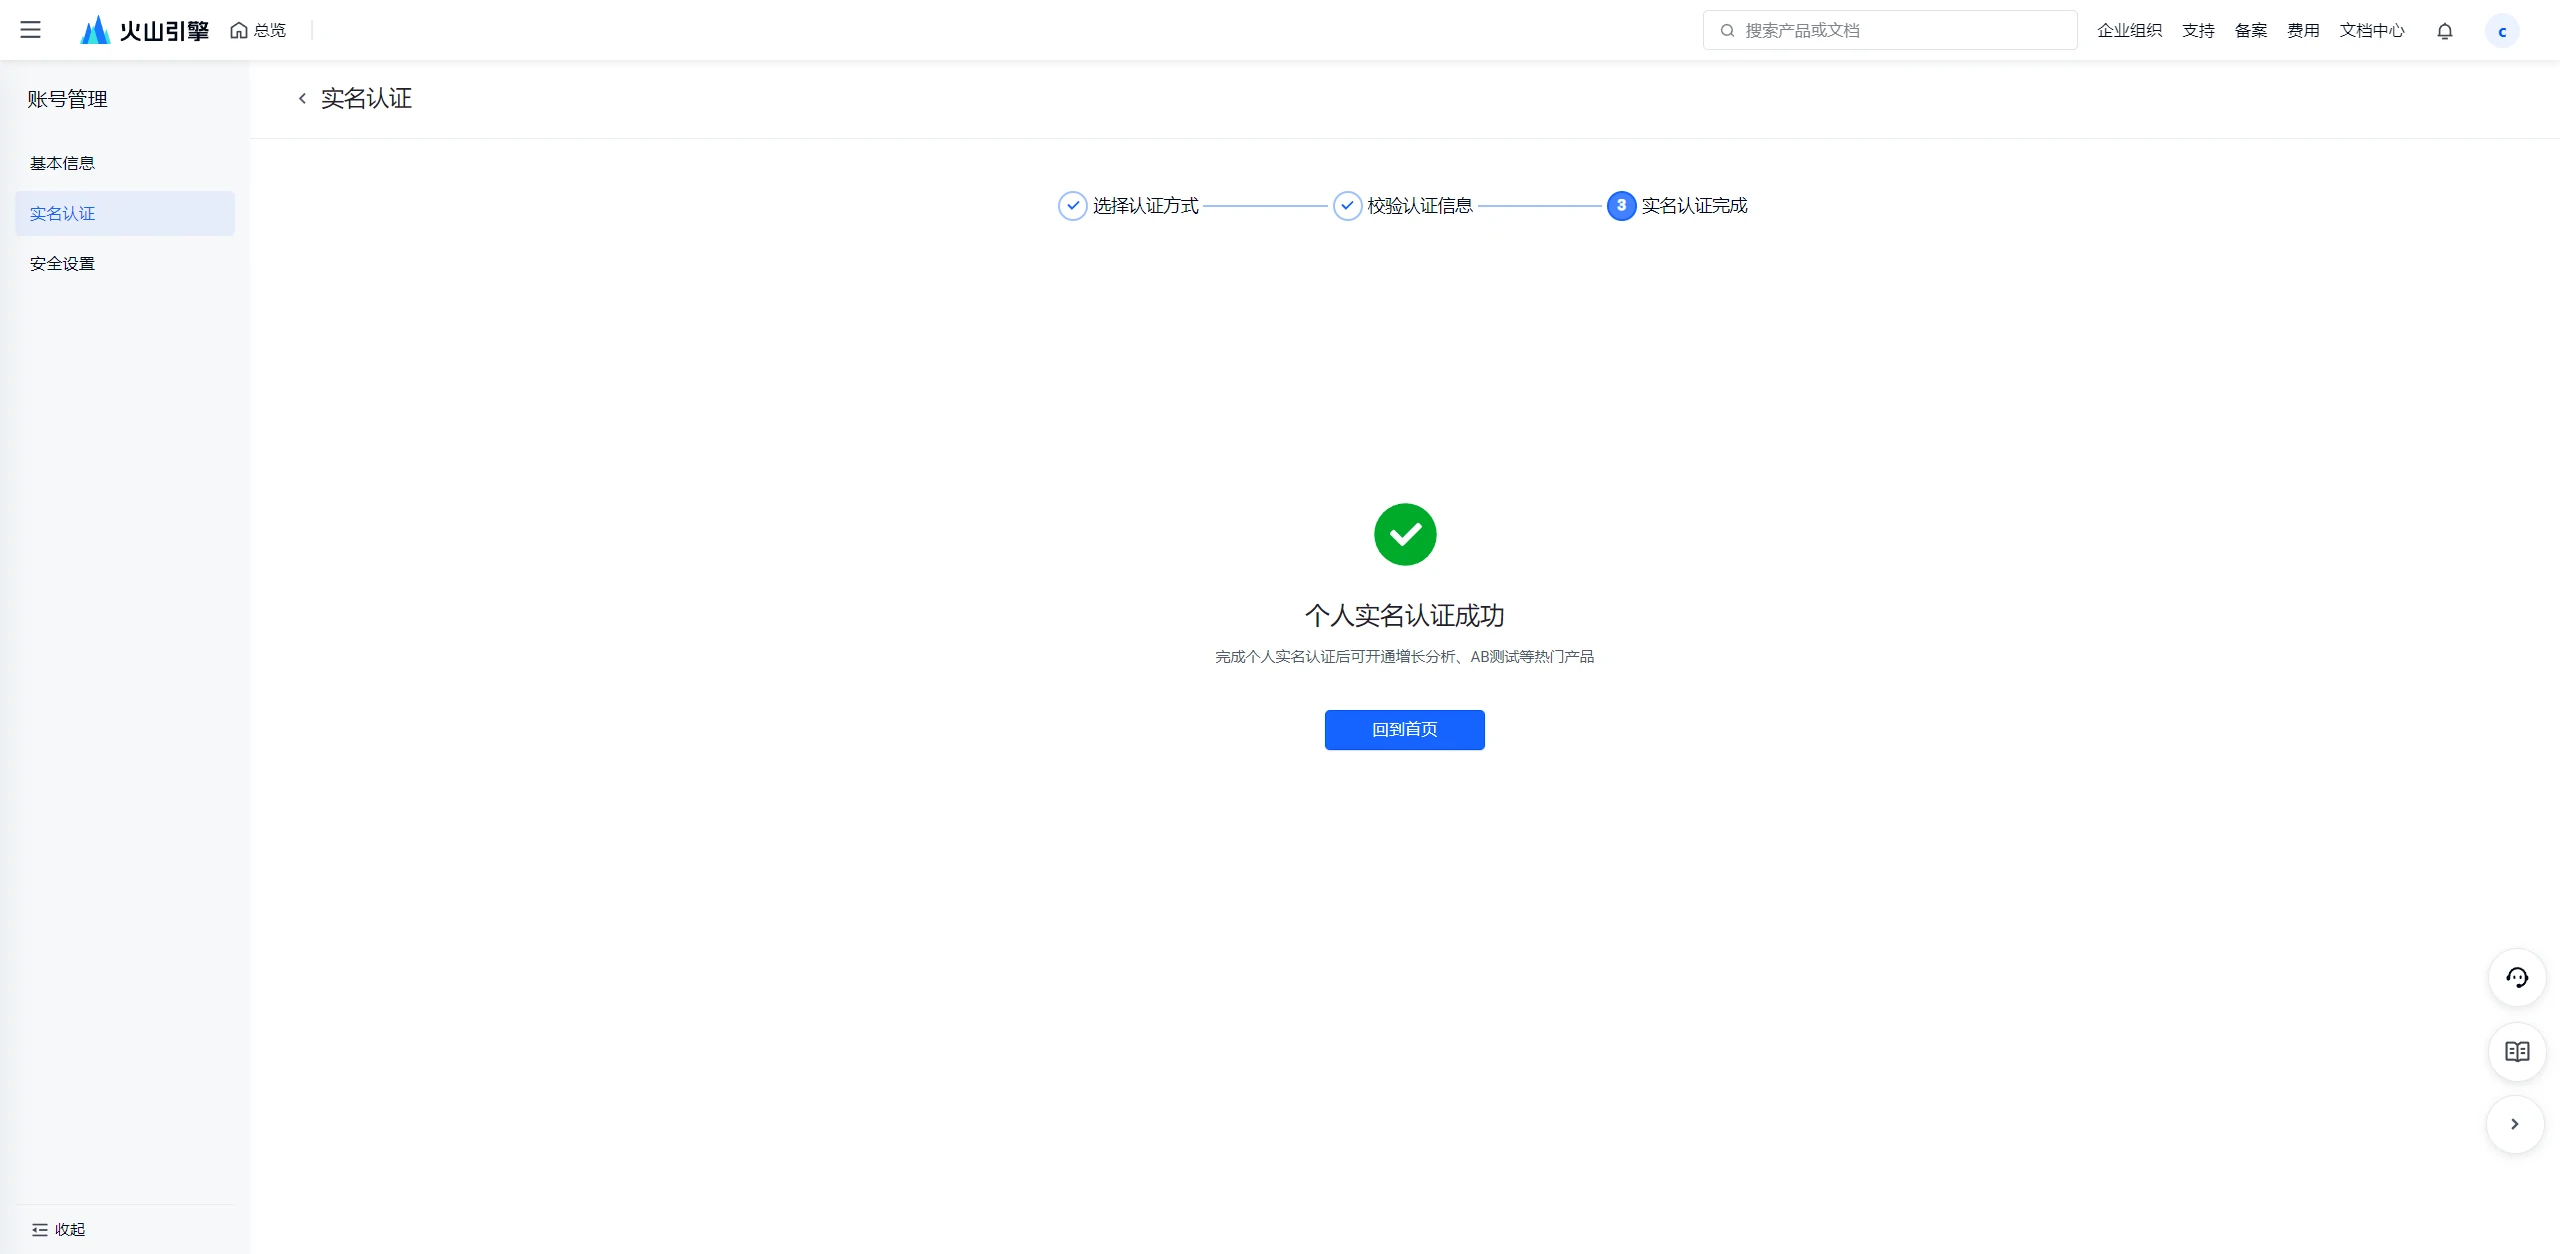 火山引擎 总览 搜索产品或文档 企业组织 支持 备案 费用 文档中心 c
账号管理
实名认证
基本信息
实名认证
安全设置
选择认证方式 校验认证信息 3 实名认证完成
个人实名认证成功
完成个人实名认证后可开通增长分析、AB测试等热门产品
回到首页
收起